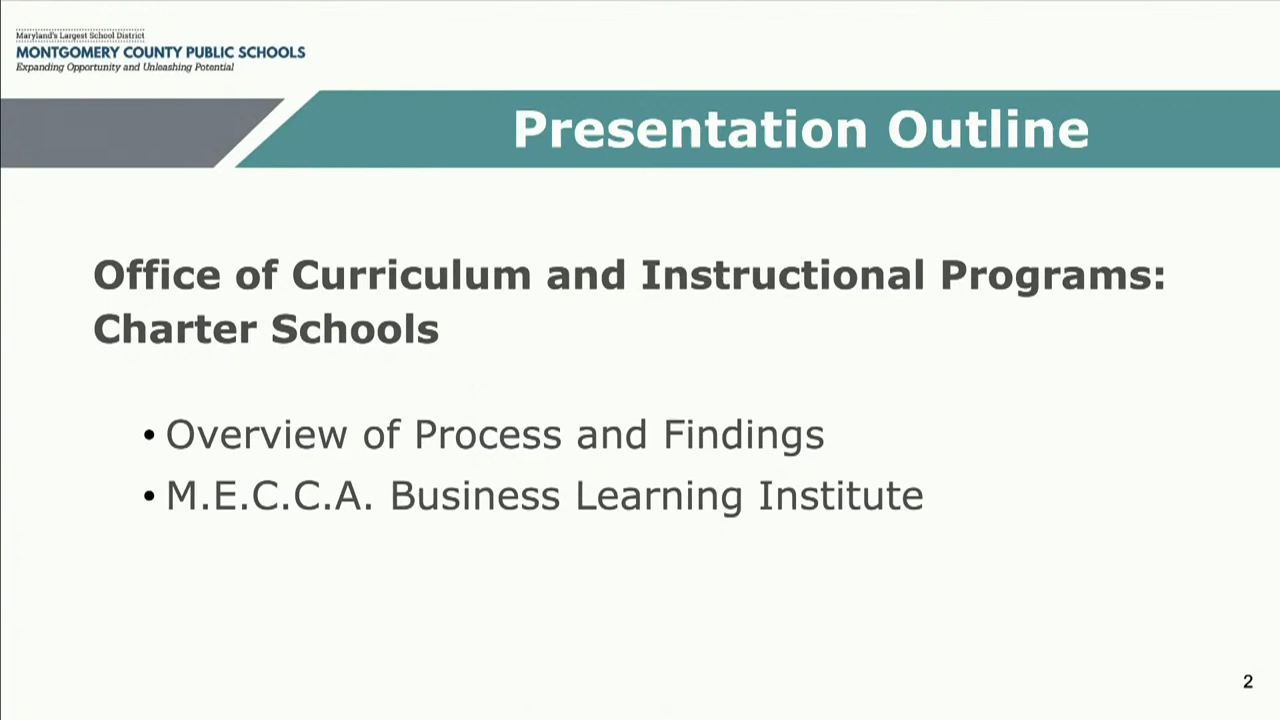 Maryland's Largest School District
MONTGOMERY COUNTY PUBLIC SCHOOLS
Expanding Opportunity and Unleashing Potential
Presentation Outline
Office of Curriculum and Instructional Programs:
Charter Schools
• Overview of Process and Findings
• M.E.C.C.A. Business Learning Institute
2